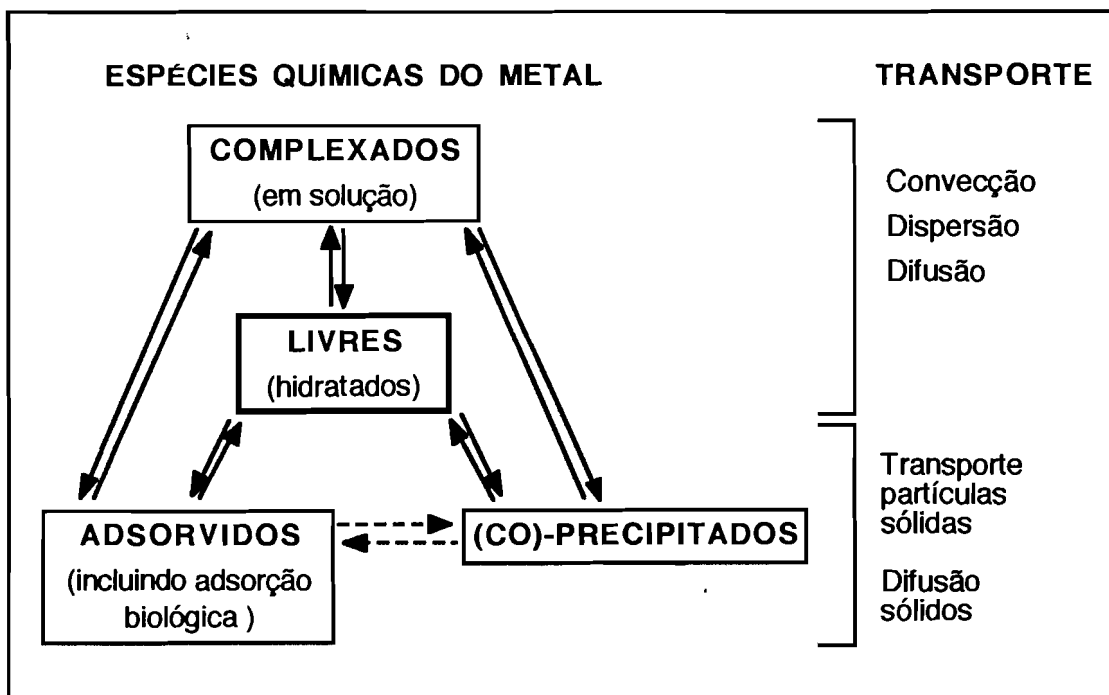 ESPÉCIES QUÍMICAS DO METAL
TRANSPORTE
COMPLEXADOS
(em solução)
Convecção
Dispersão
Difusão
LIVRES
(hidratados)
ADSORVIDOS
(incluindo adsorção
biológica )
(CO)-PRECIPITADOS
Transporte
partículas
sólidas
Difusão
sólidos